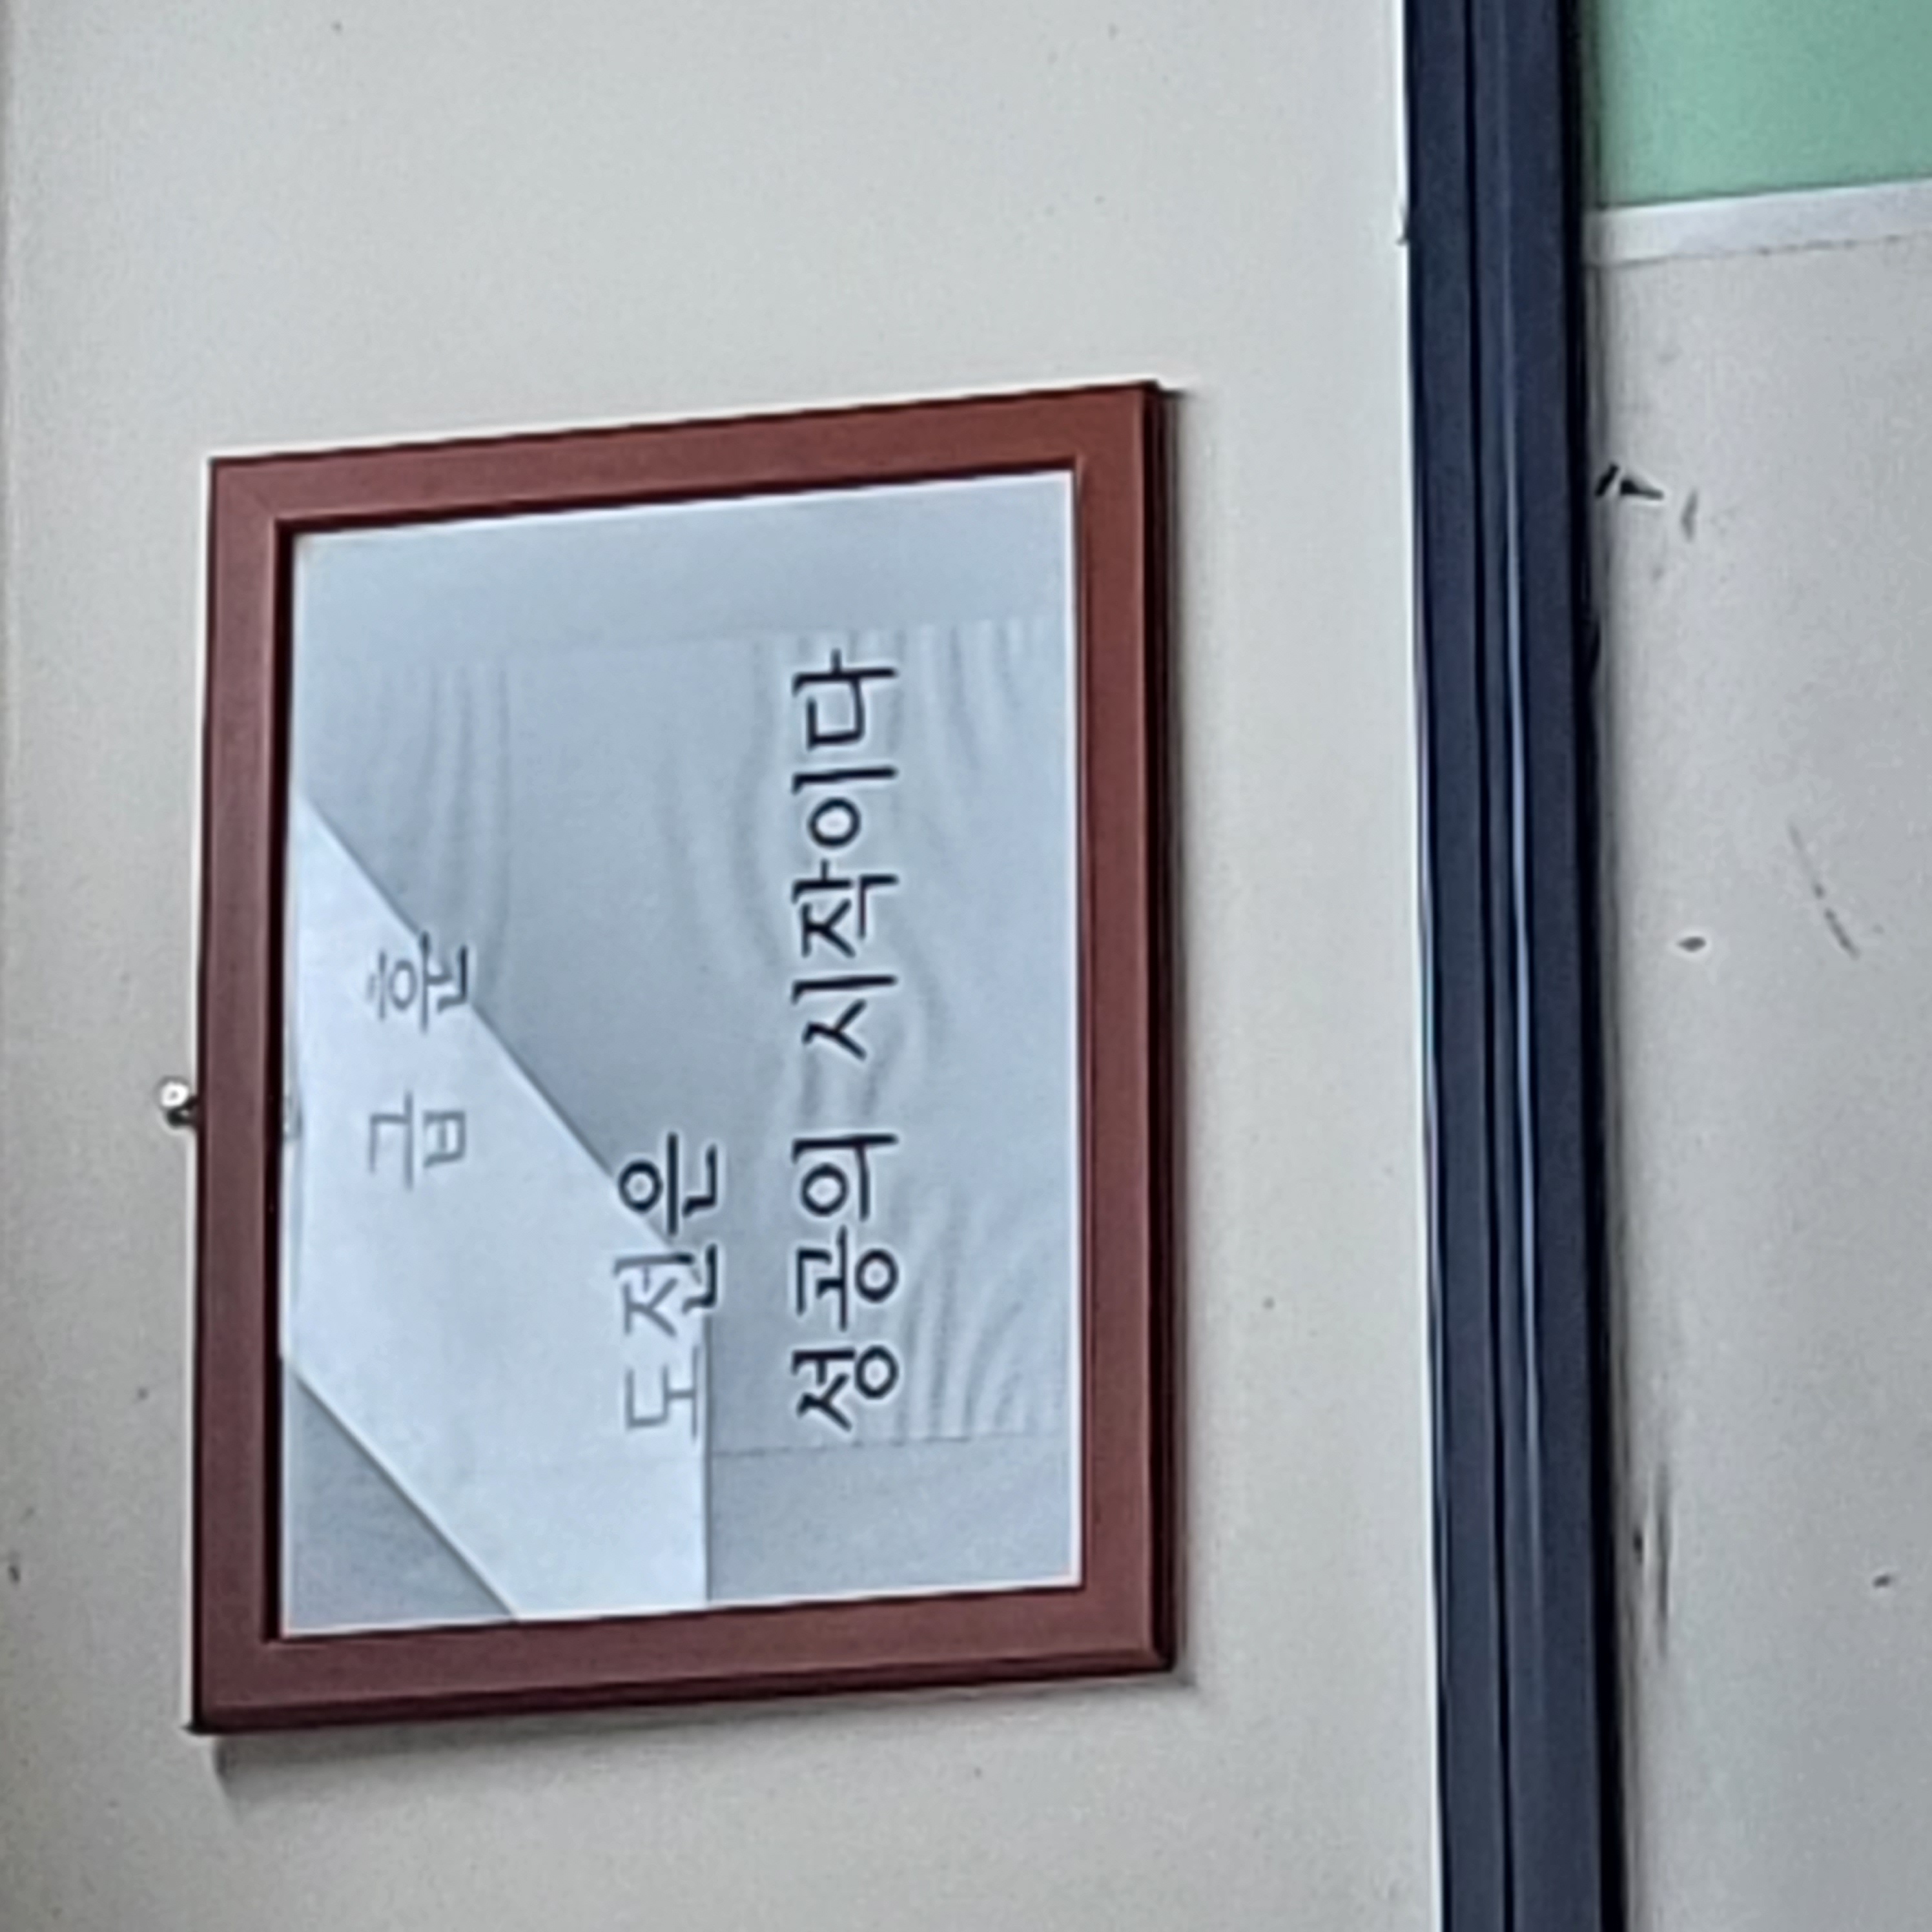 급 훈
도전은
성공의 시작이다